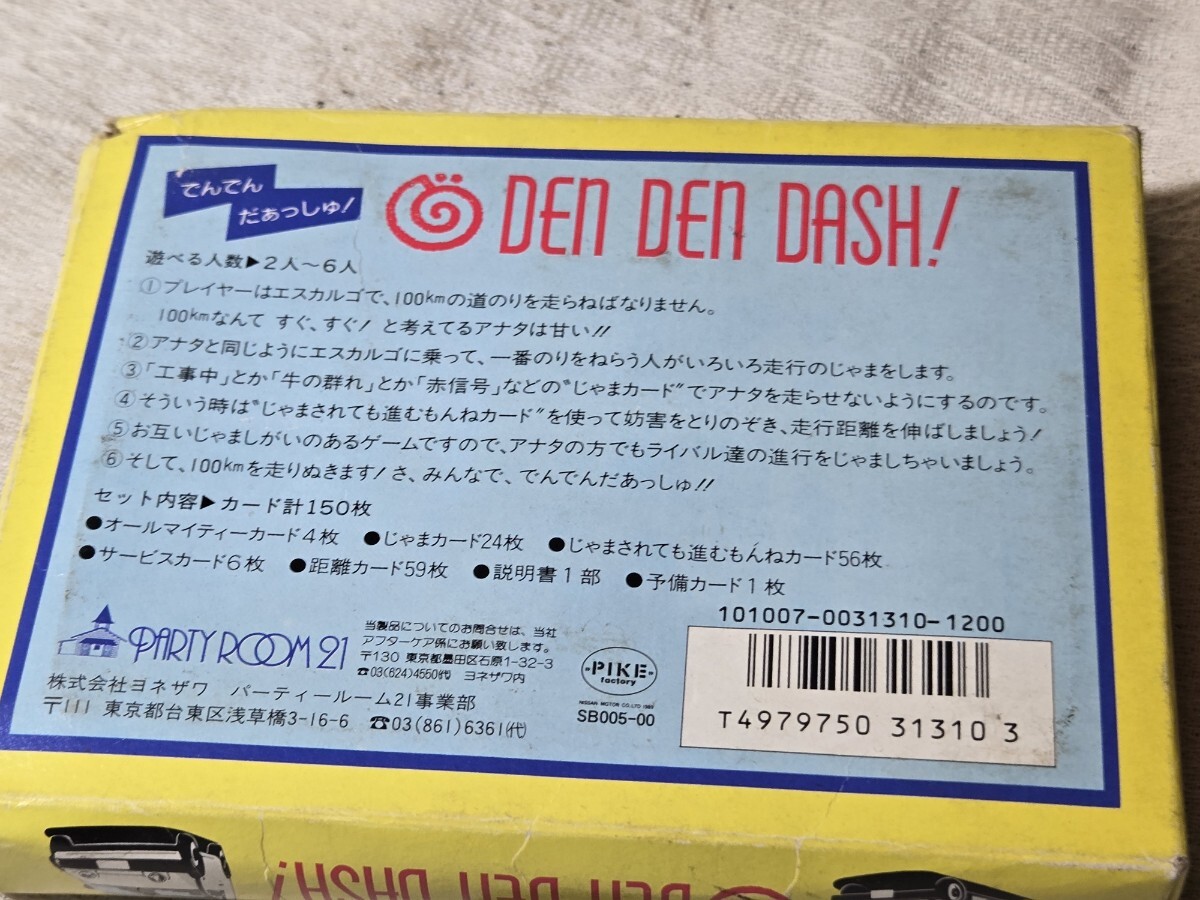 でんでん
だぁっしゅ!
DEN DEN DASH!
遊べる人数▶2人〜6人
①プレイヤーはエスカルゴで、100kmの道のりを走らねばなりません。
100kmなんて すぐ、すぐ! と考えてるアナタは甘い!!
②アナタと同じようにエスカルゴに乗って、一番のりをねらう人がいろいろ走行のじゃまをします。
③「工事中」とか「牛の群れ」とか「赤信号」などの“じゃまカード”でアナタを走らせないようにするのです。
④そういう時は“じゃまされても進むもんねカード”を使って妨害をとりのぞき、走行距離を伸ばしましょう!
⑤お互いじゃましがいのあるゲームですので、アナタの方でもライバル達の進行をじゃましちゃいましょう。
⑥そして、100kmを走りぬきます! さ、みんなで、でんでんだあっしゅ!!
セット内容▶カード計150枚
●オールマイティーカード4枚 ●じゃまカード24枚 ●じゃまされても進むもんねカード56枚
●サービスカード6枚 ●距離カード59枚 ●説明書1部 ●予備カード1枚
PARTY ROOM 21
当製品についてのお問合せは、当社
アフターケア係にお願い致します。
〒130 東京都墨田区石原1-32-3
☎03(624)4550代 ヨネザワ内
株式会社ヨネザワ パーティールーム21事業部
〒111 東京都台東区浅草橋3-16-6 ☎03(861)6361(代)
PIKE
factory
NISSAN MOTOR CO.,LTD 1989
SB005-00
101007-0031310-1200
T4979750 313103
DEN DEN DASH!